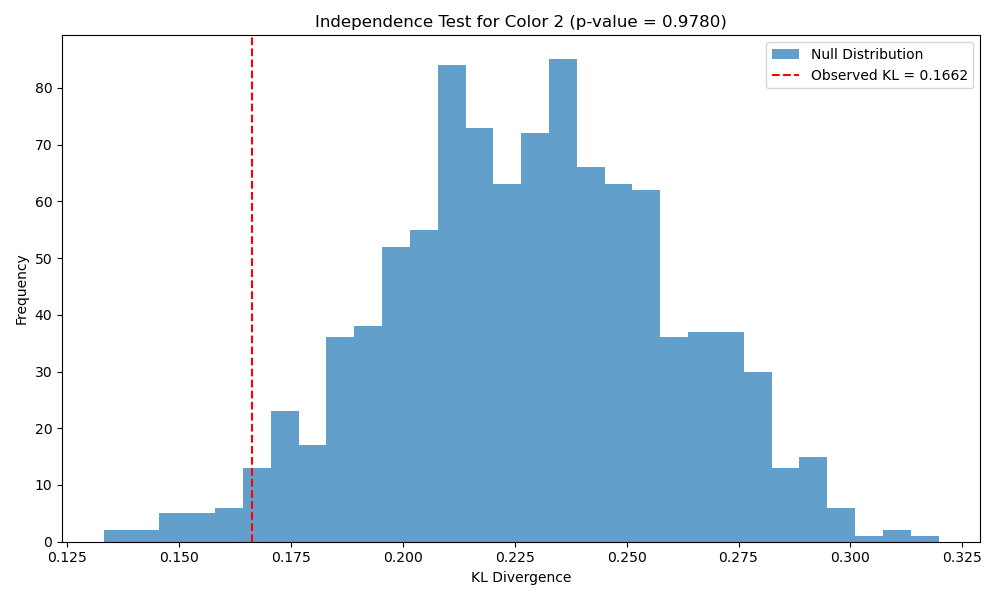 Independence Test for Color 2 (p-value = 0.9780)
Null Distribution
Observed KL = 0.1662
Frequency
80
70
60
50
40
30
20
10
0
0.125 0.150 0.175 0.200 0.225 0.250 0.275 0.300 0.325
KL Divergence